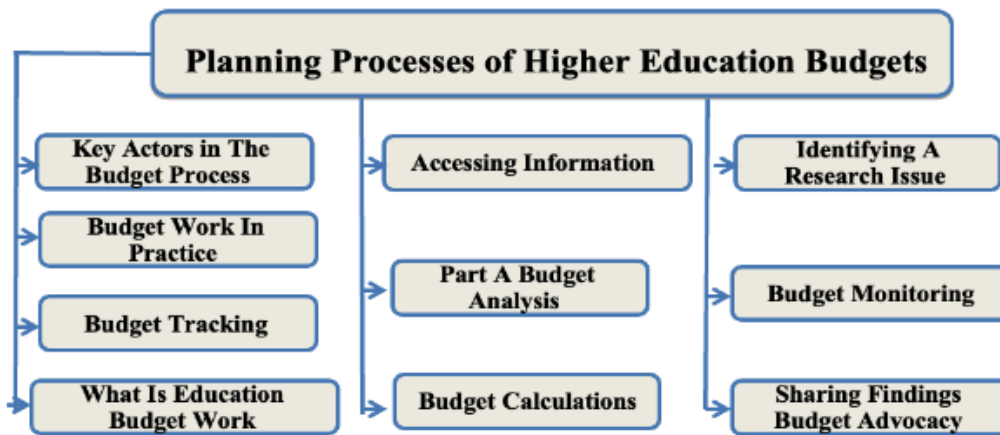 Planning Processes of Higher Education Budgets
Key Actors in The
Budget Process
Budget Work In
Practice
Budget Tracking
What Is Education
Budget Work
Accessing Information
Part A Budget
Analysis
Budget Calculations
Identifying A
Research Issue
Budget Monitoring
Sharing Findings
Budget Advocacy